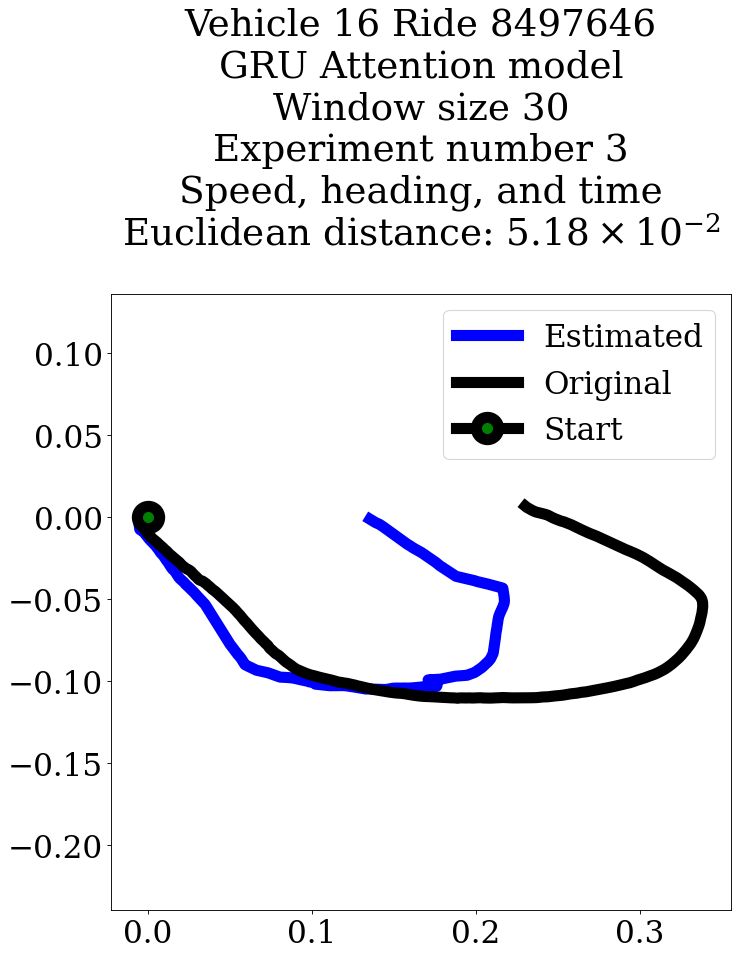 Vehicle 16 Ride 8497646
GRU Attention model
Window size 30
Experiment number 3
Speed, heading, and time
Euclidean distance: 5.18 × 10⁻²
Estimated
Original
Start
0.10
0.05
0.00
−0.05
−0.10
−0.15
−0.20
0.0 0.1 0.2 0.3